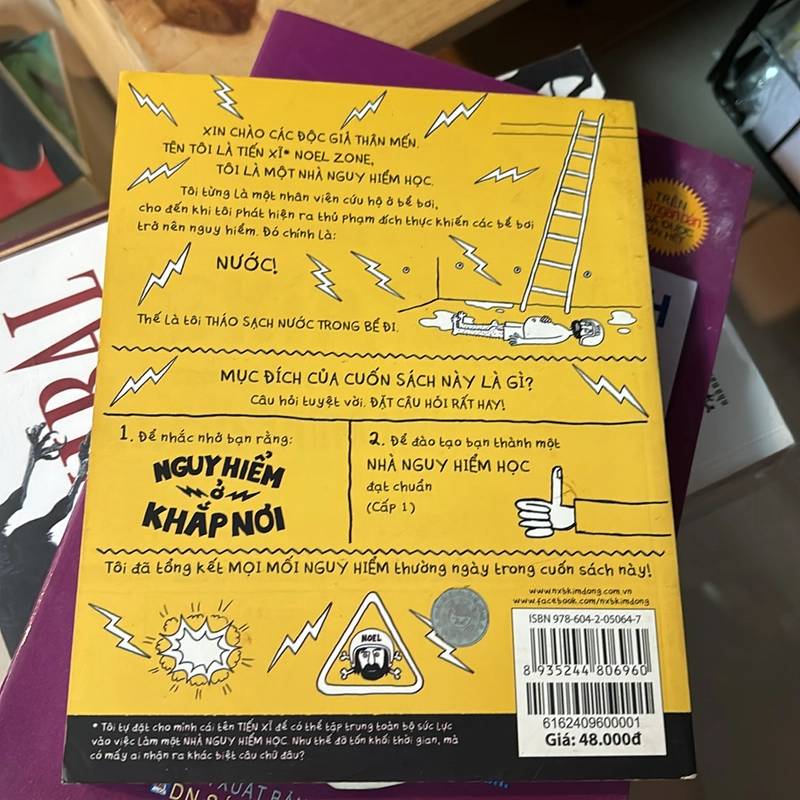 XIN CHÀO CÁC ĐỘC GIẢ THÂN MẾN.
TÊN TÔI LÀ TIẾN XĨ* NOEL ZONE,
TÔI LÀ MỘT NHÀ NGUY HIỂM HỌC.
Tôi từng là một nhân viên cứu hộ ở bể bơi,
cho đến khi tôi phát hiện ra thủ phạm đích thực khiến các bể bơi
trở nên nguy hiểm. Đó chính là:
NƯỚC!
Thế là tôi THÁO SẠCH NƯỚC TRONG BỂ ĐI.
MỤC ĐÍCH CỦA CUỐN SÁCH NÀY LÀ GÌ?
Câu hỏi tuyệt vời. ĐẶT CÂU HỎI RẤT HAY!
1. Để nhắc nhở bạn rằng:
NGUY HIỂM
ở
KHẮP NƠI
2. Để đào tạo bạn thành một
NHÀ NGUY HIỂM HỌC
đạt chuẩn
(Cấp 1)
Tôi đã tổng kết MỌI MỐI NGUY HIỂM thường ngày trong cuốn sách này!
www.nxbkimdong.com.vn
www.facebook.com/nxbkimdong
NOEL
ISBN 978-604-2-05064-7
8 935244 806960
6162409600001
Giá: 48.000đ
* Tôi tự đặt cho mình cái tên TIẾN XĨ để có thể tập trung toàn bộ sức lực
vào việc làm một NHÀ NGUY HIỂM HỌC. Như thế đỡ tốn khối thời gian, mà
có mấy ai nhận ra khác biệt câu chữ đâu?
TRÊN